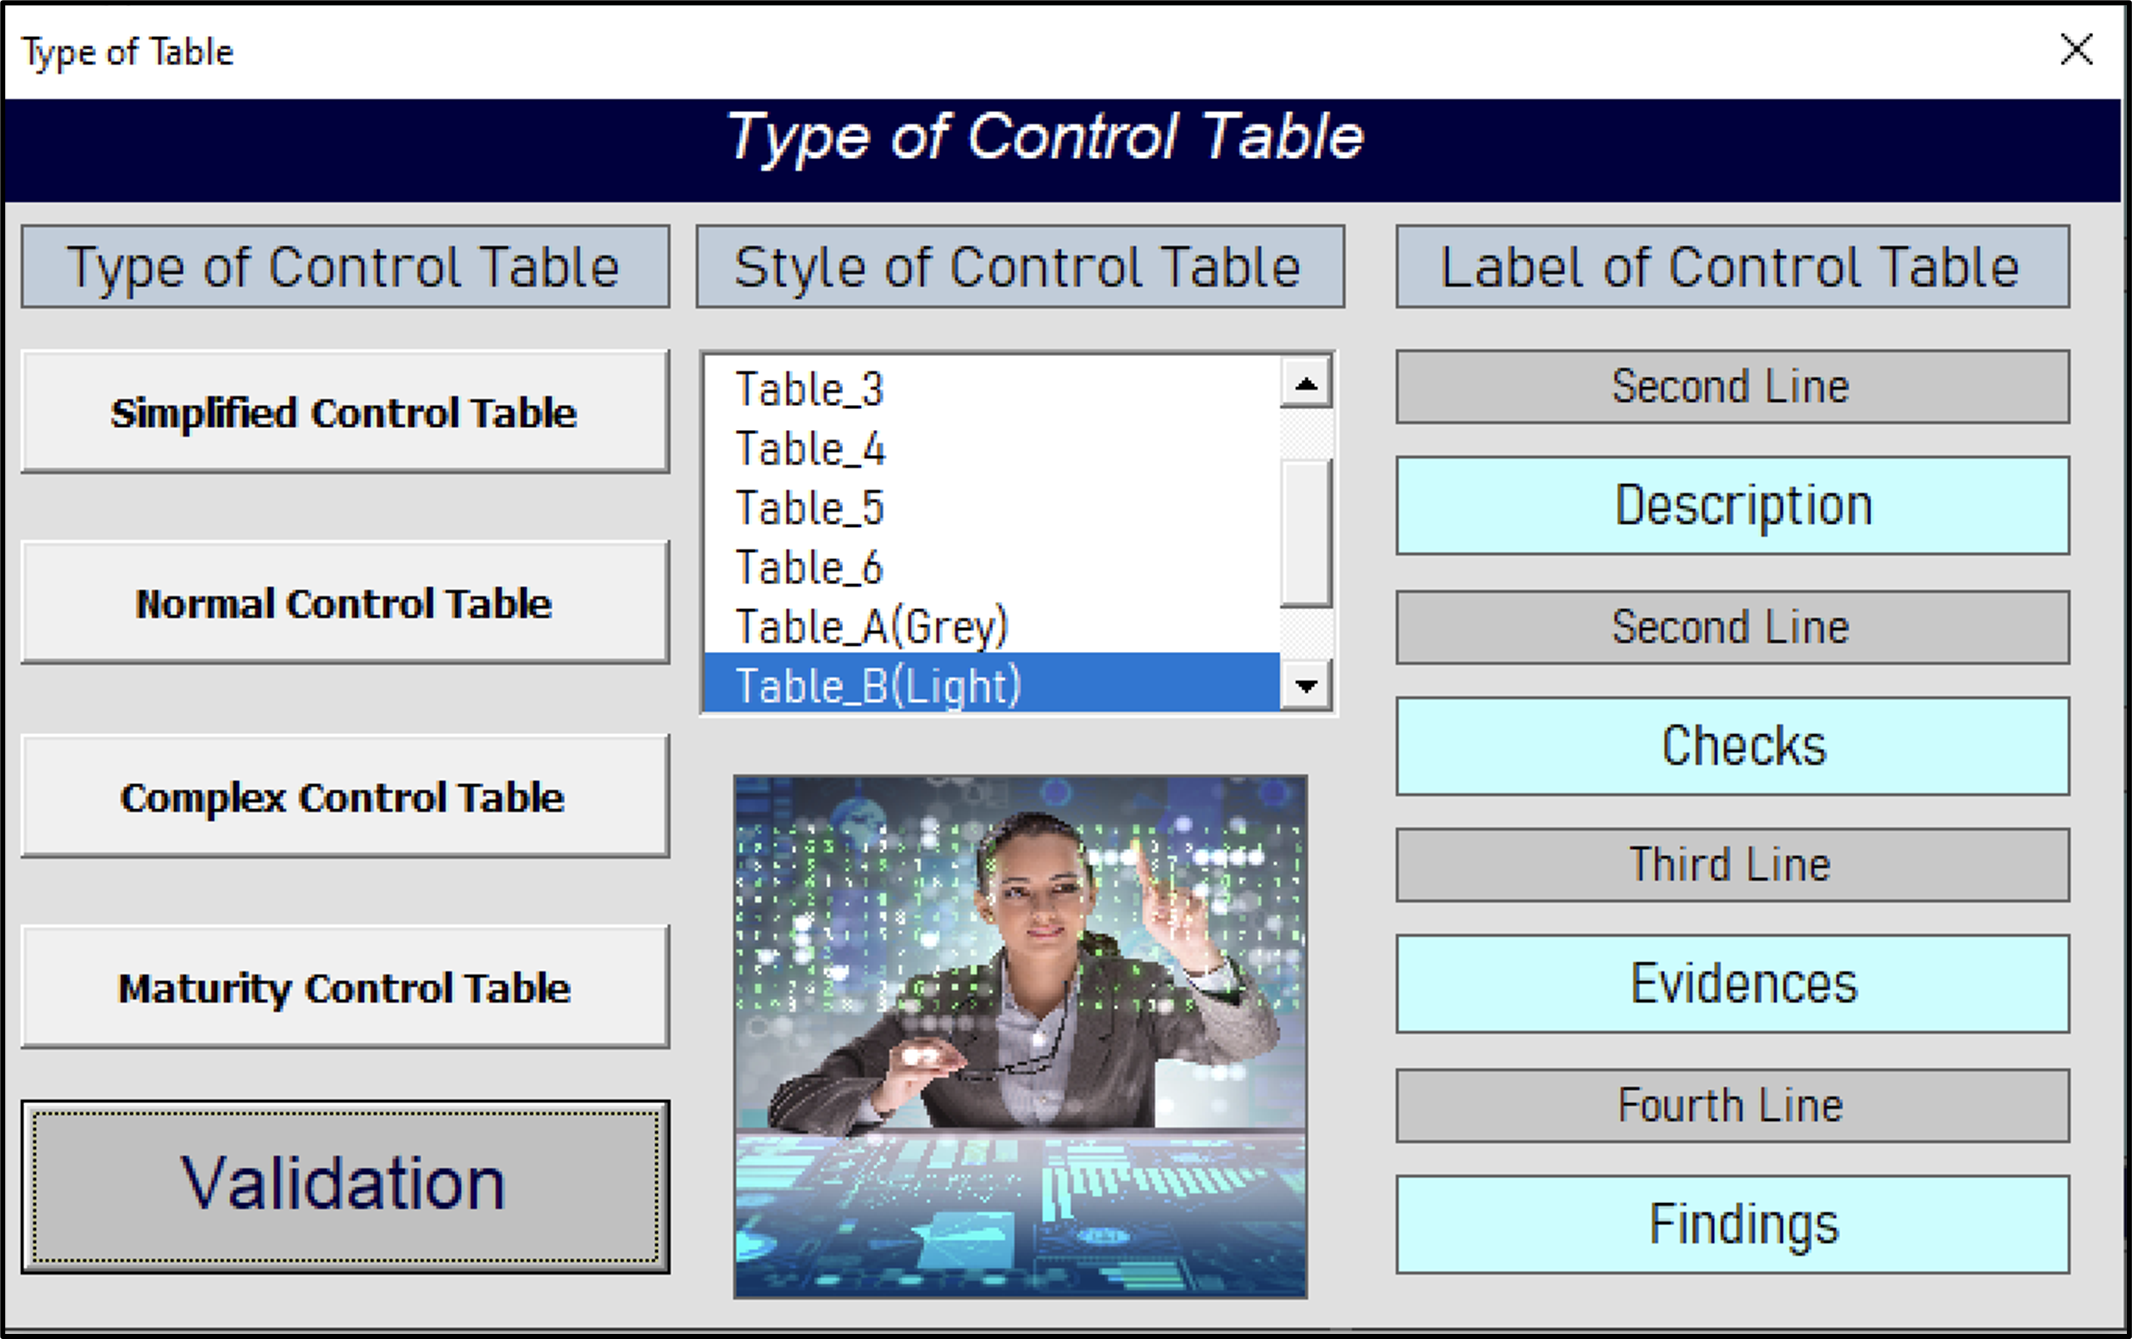 Type of Table
Type of Control Table
Type of Control Table
Simplified Control Table
Normal Control Table
Complex Control Table
Maturity Control Table
Validation
Style of Control Table
Table_3
Table_4
Table_5
Table_6
Table_A(Grey)
Table_B(Light)
Label of Control Table
Second Line
Description
Second Line
Checks
Third Line
Evidences
Fourth Line
Findings